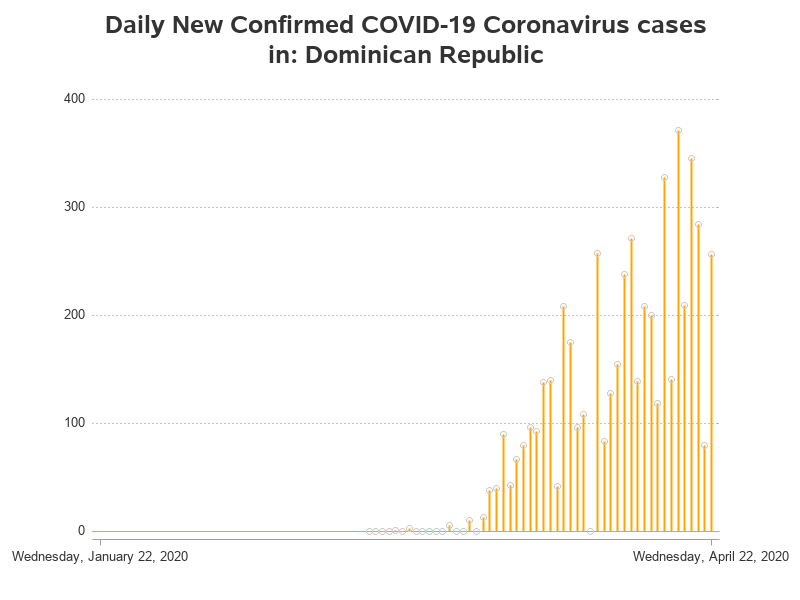 Daily New Confirmed COVID-19 Coronavirus cases
in: Dominican Republic
400
300
200
100
0
Wednesday, January 22, 2020 Wednesday, April 22, 2020